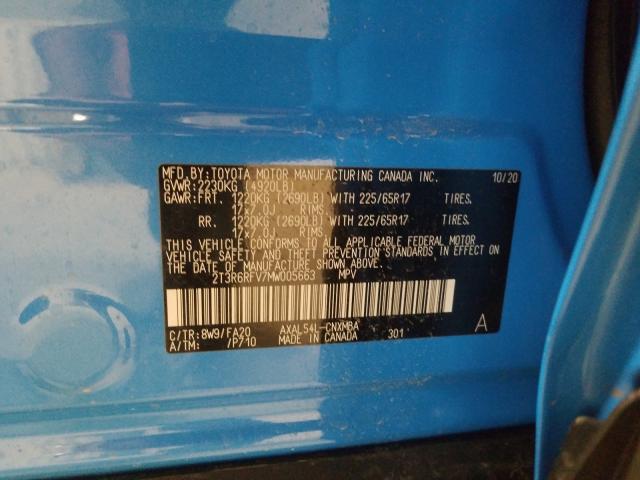 MFD.BY:TOYOTA MOTOR MANUFACTURING CANADA INC. 10/20
GVWR:2230KG (4920LB)
GAWR:FRT. 1220KG (2690LB) WITH 225/65R17 TIRES.
17X7.0J RIMS
RR. 1220KG (2690LB) WITH 225/65R17 TIRES.
17X7.0J RIMS
THIS VEHICLE CONFORMS TO ALL APPLICABLE FEDERAL MOTOR
VEHICLE SAFETY AND THEFT PREVENTION STANDARDS IN EFFECT ON
THE DATE OF MANUFACTURE SHOWN ABOVE.
2T3R6RFV7MW005663 MPV
C/TR:8W9/FA20 AXAL54L-CNXMBA
A/TM: /P710 MADE IN CANADA 301 A